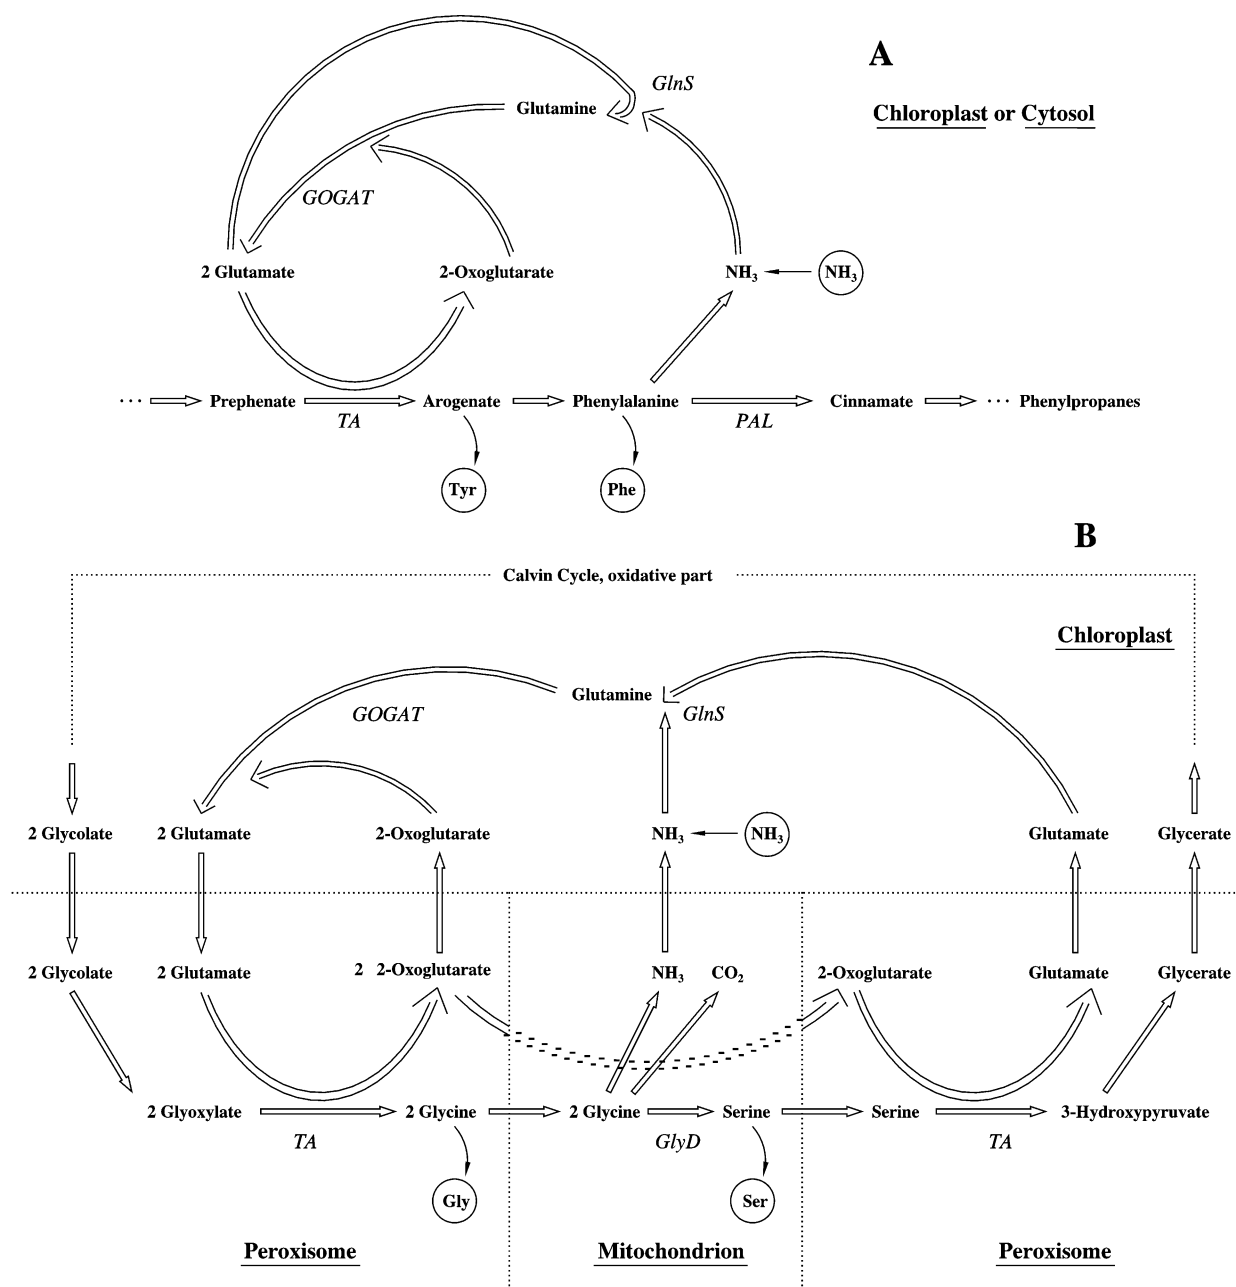 A
GlnS
Glutamine
Chloroplast or Cytosol
GOGAT
2 Glutamate 2-Oxoglutarate NH₃ NH₃
··· Prephenate Arogenate Phenylalanine Cinnamate ··· Phenylpropanes
TA PAL
Tyr Phe
B
Calvin Cycle, oxidative part
Chloroplast
Glutamine
GOGAT GlnS
2 Glycolate 2 Glutamate 2-Oxoglutarate NH₃ NH₃ Glutamate Glycerate
2 Glycolate 2 Glutamate 2 2-Oxoglutarate NH₃ CO₂ 2-Oxoglutarate Glutamate Glycerate
2 Glyoxylate 2 Glycine 2 Glycine Serine Serine 3-Hydroxypyruvate
TA GlyD TA
Gly Ser
Peroxisome Mitochondrion Peroxisome